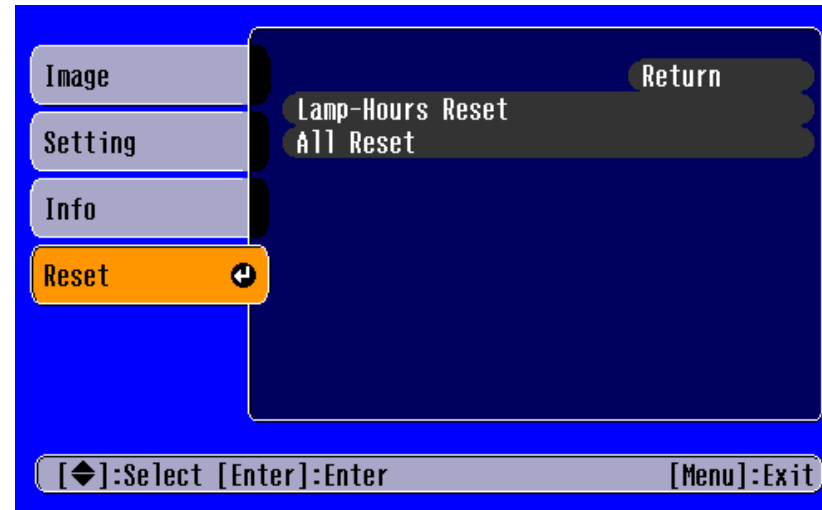 Image
Setting
Info
Reset
Return
Lamp-Hours Reset
All Reset
[◆]:Select [Enter]:Enter [Menu]:Exit